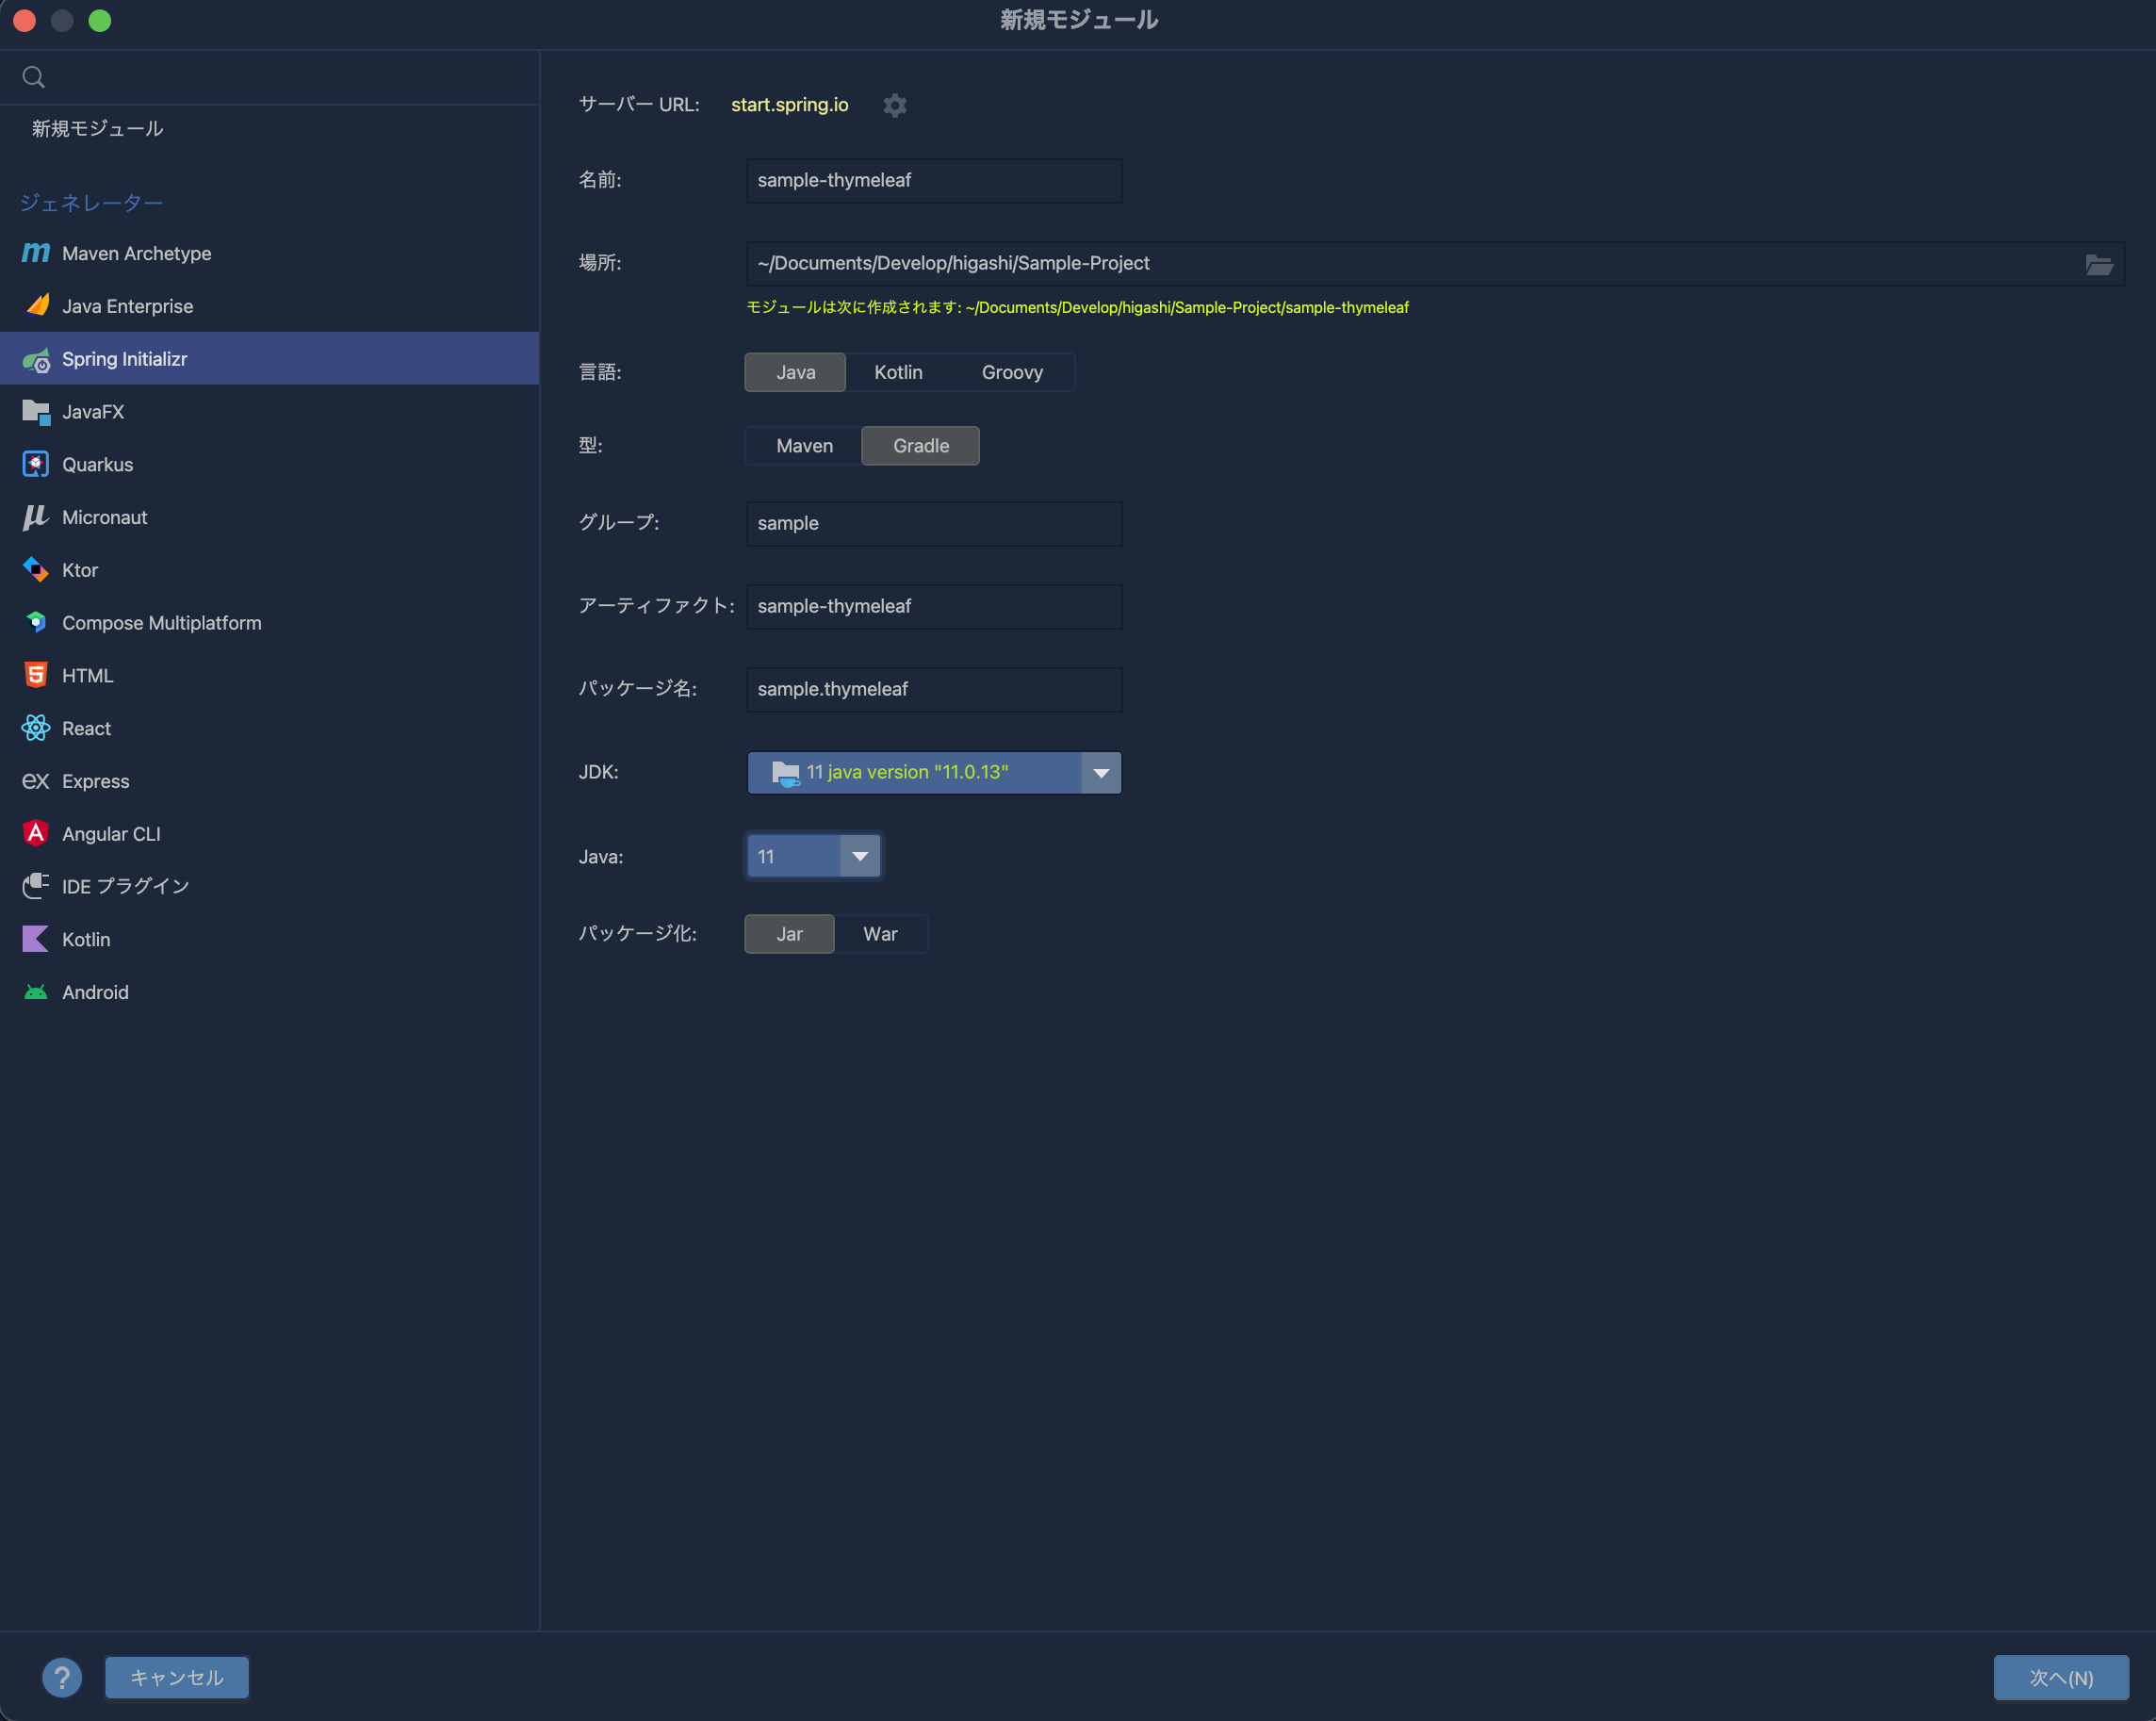 新規モジュール
新規モジュール
ジェネレーター
Maven Archetype
Java Enterprise
Spring Initializr
JavaFX
Quarkus
Micronaut
Ktor
Compose Multiplatform
HTML
React
ex Express
Angular CLI
IDE プラグイン
Kotlin
Android
サーバー URL: start.spring.io
名前: sample-thymeleaf
場所: ~/Documents/Develop/higashi/Sample-Project
モジュールは次に作成されます: ~/Documents/Develop/higashi/Sample-Project/sample-thymeleaf
言語: Java Kotlin Groovy
型: Maven Gradle
グループ: sample
アーティファクト: sample-thymeleaf
パッケージ名: sample.thymeleaf
JDK: 11 java version "11.0.13"
Java: 11
パッケージ化: Jar War
? キャンセル 次へ(N)